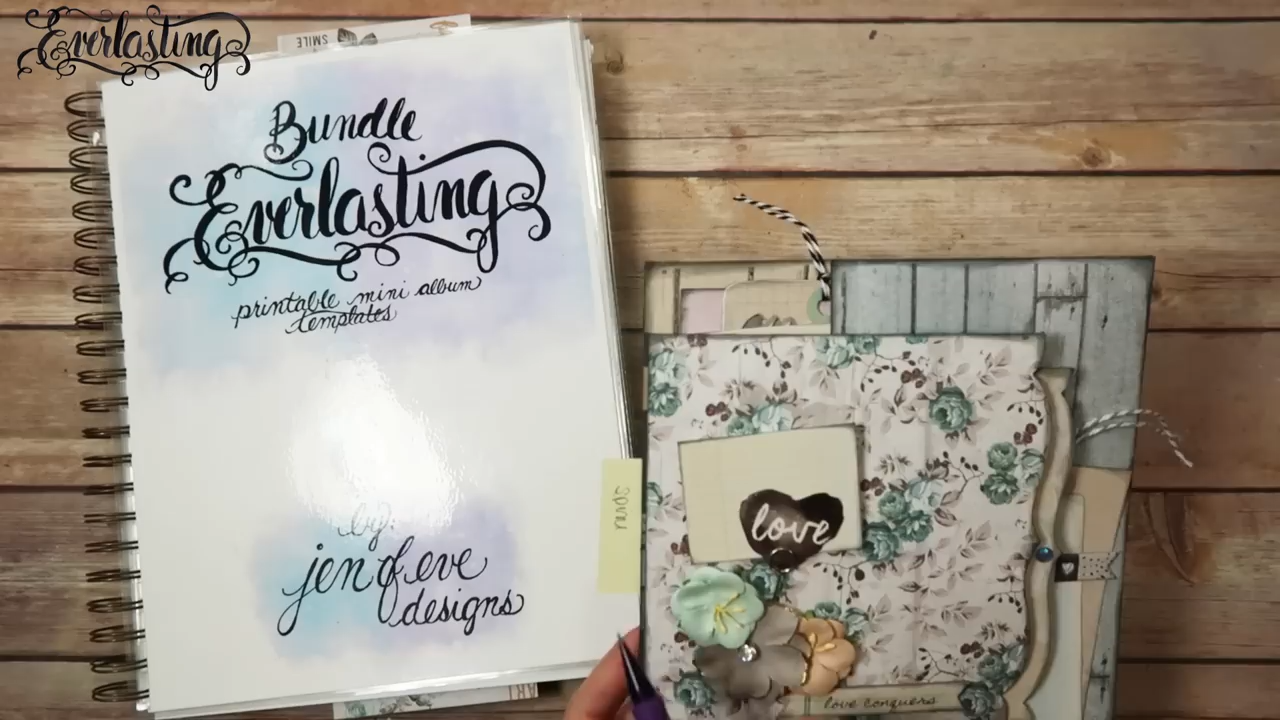 Everlasting
SMILE
Bundle
Everlasting
printable mini album
templates
by:
jen of eve
designs
love
love conquers